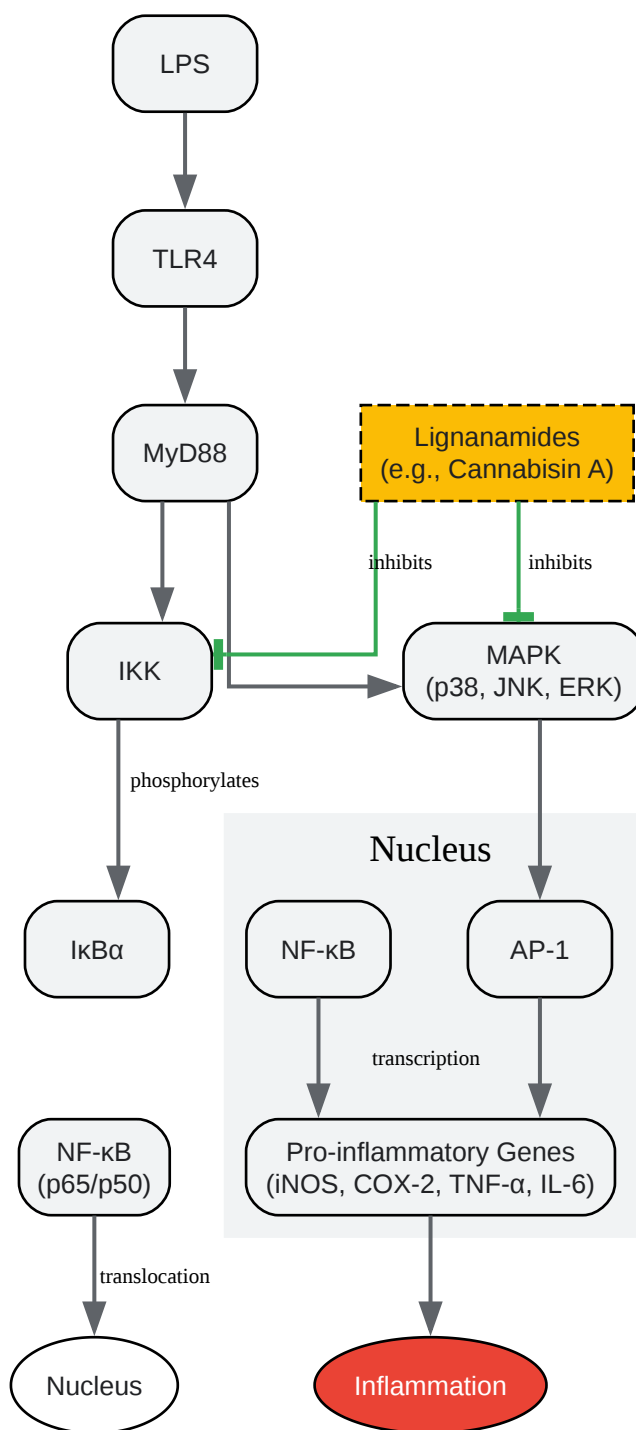 LPS
TLR4
MyD88
Lignanamides
(e.g., Cannabisin A)
inhibits
inhibits
IKK
MAPK
(p38, JNK, ERK)
phosphorylates
Nucleus
IκBα
NF-κB
AP-1
transcription
NF-κB
(p65/p50)
Pro-inflammatory Genes
(iNOS, COX-2, TNF-α, IL-6)
translocation
Nucleus
Inflammation